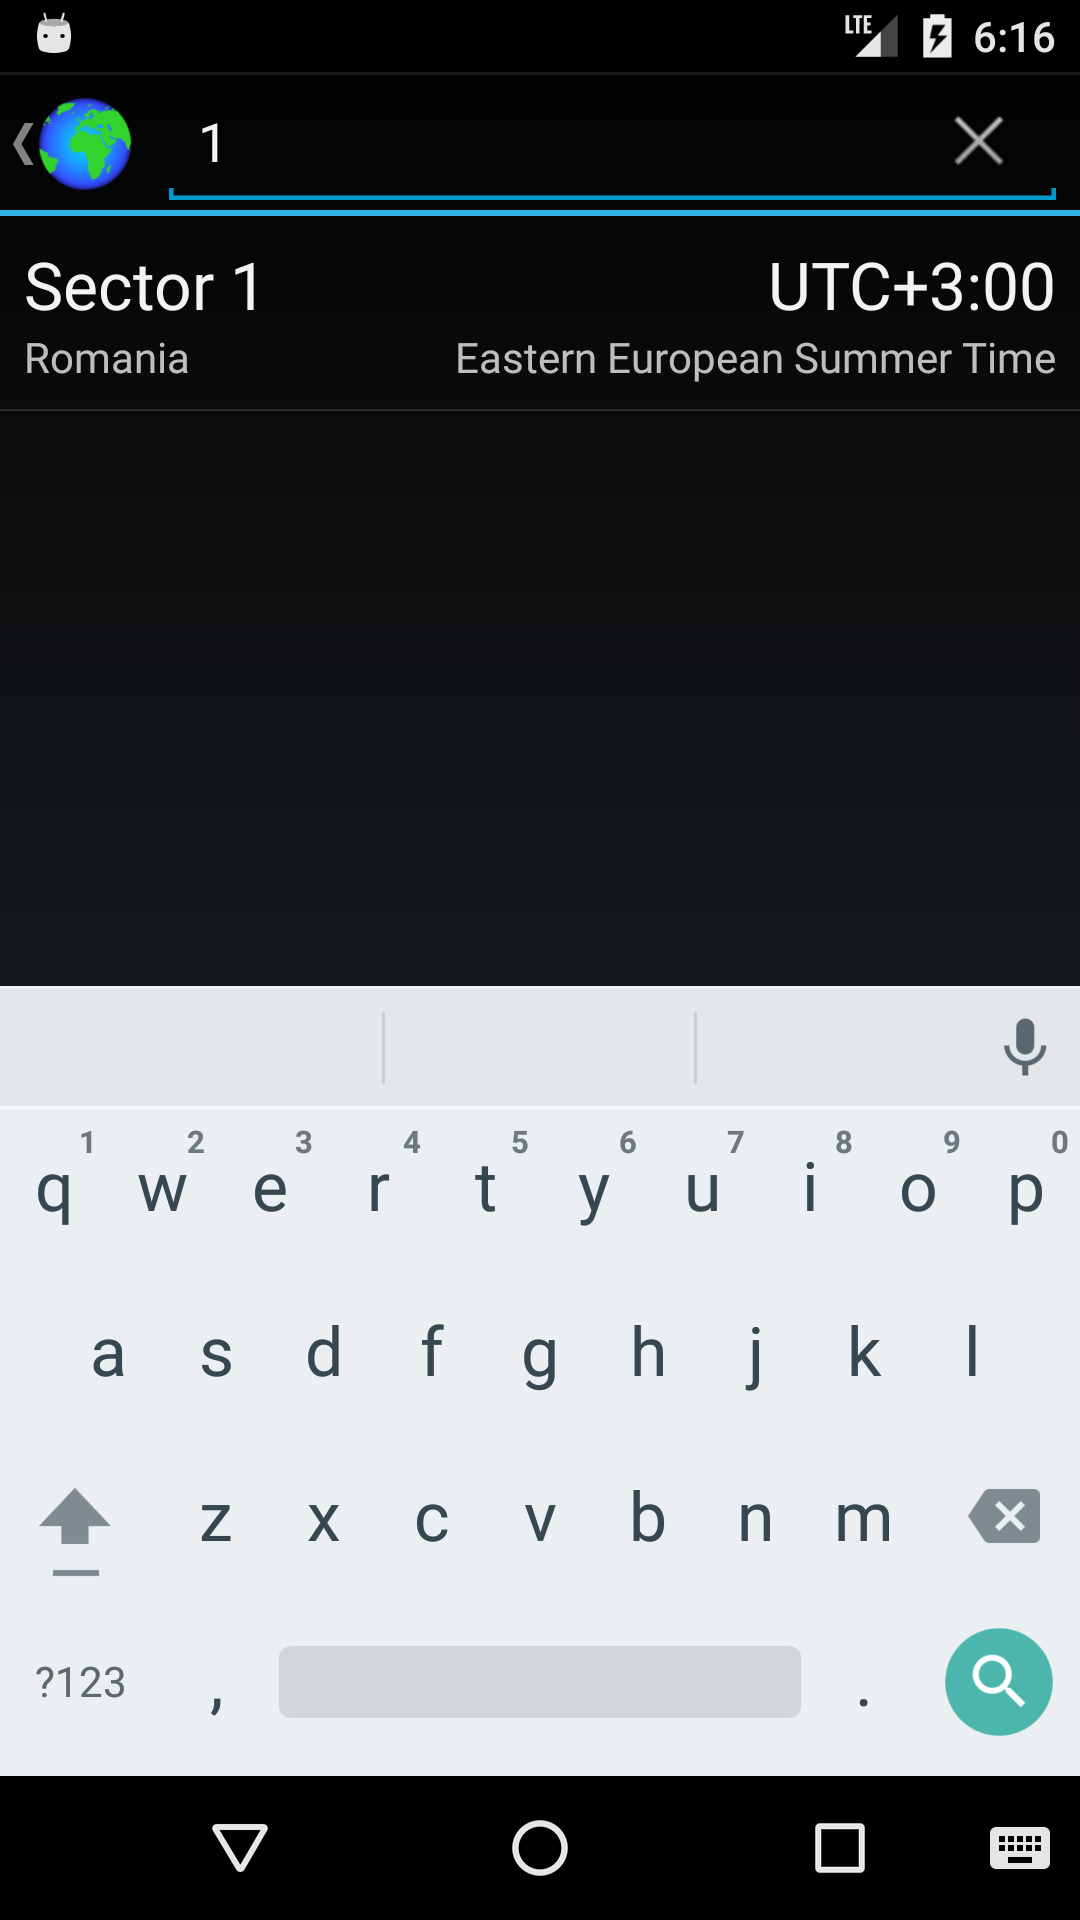 LTE 6:16
1
Sector 1 UTC+3:00
Romania Eastern European Summer Time
1 2 3 4 5 6 7 8 9 0
q w e r t y u i o p
a s d f g h j k l
z x c v b n m
?123 , .